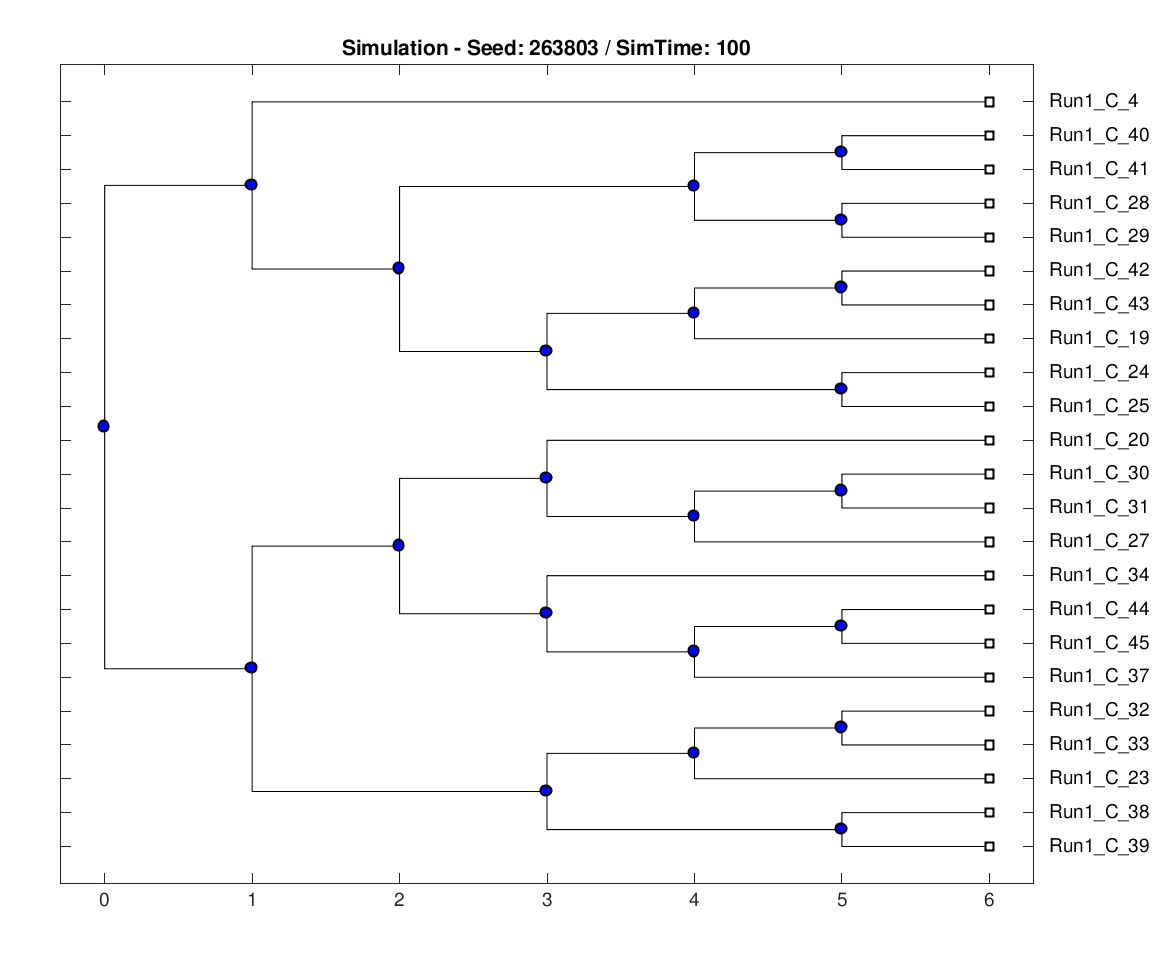 Simulation - Seed: 263803 / SimTime: 100
Run1_C_4
Run1_C_40
Run1_C_41
Run1_C_28
Run1_C_29
Run1_C_42
Run1_C_43
Run1_C_19
Run1_C_24
Run1_C_25
Run1_C_20
Run1_C_30
Run1_C_31
Run1_C_27
Run1_C_34
Run1_C_44
Run1_C_45
Run1_C_37
Run1_C_32
Run1_C_33
Run1_C_23
Run1_C_38
Run1_C_39
0 1 2 3 4 5 6